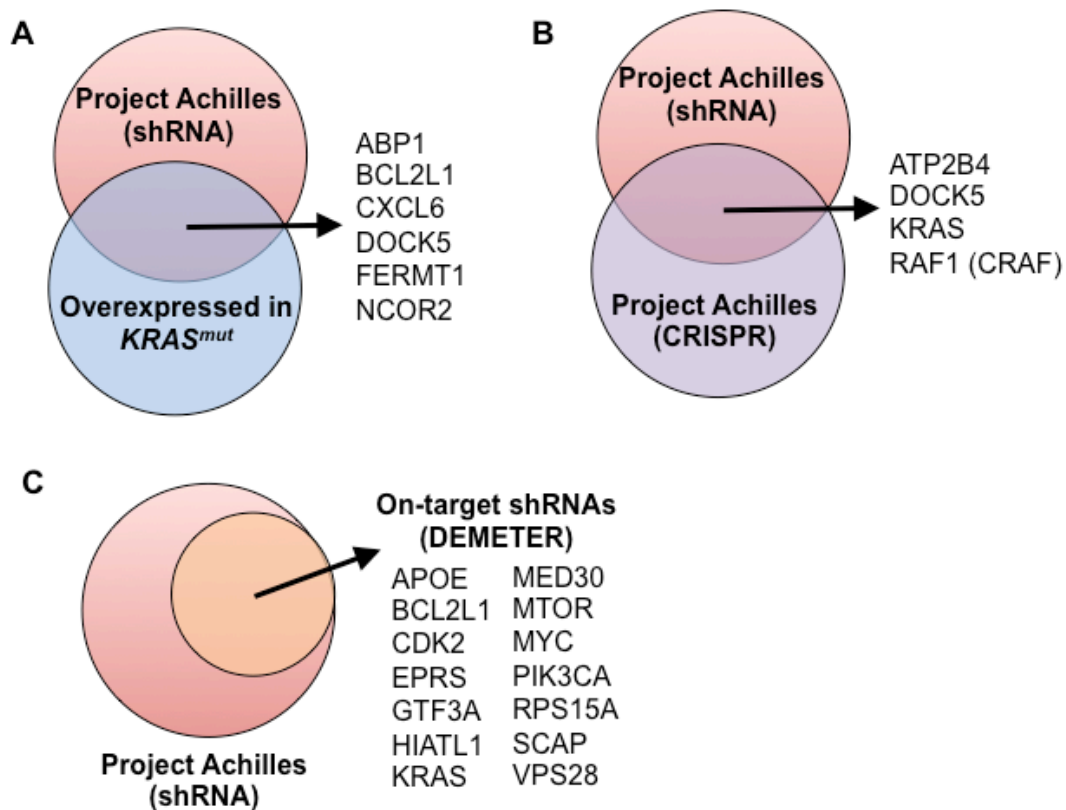 A
Project Achilles
(shRNA)
Overexpressed in
KRASmut
ABP1
BCL2L1
CXCL6
DOCK5
FERMT1
NCOR2
B
Project Achilles
(shRNA)
Project Achilles
(CRISPR)
ATP2B4
DOCK5
KRAS
RAF1 (CRAF)
C
Project Achilles
(shRNA)
On-target shRNAs
(DEMETER)
APOE MED30
BCL2L1 MTOR
CDK2 MYC
EPRS PIK3CA
GTF3A RPS15A
HIATL1 SCAP
KRAS VPS28